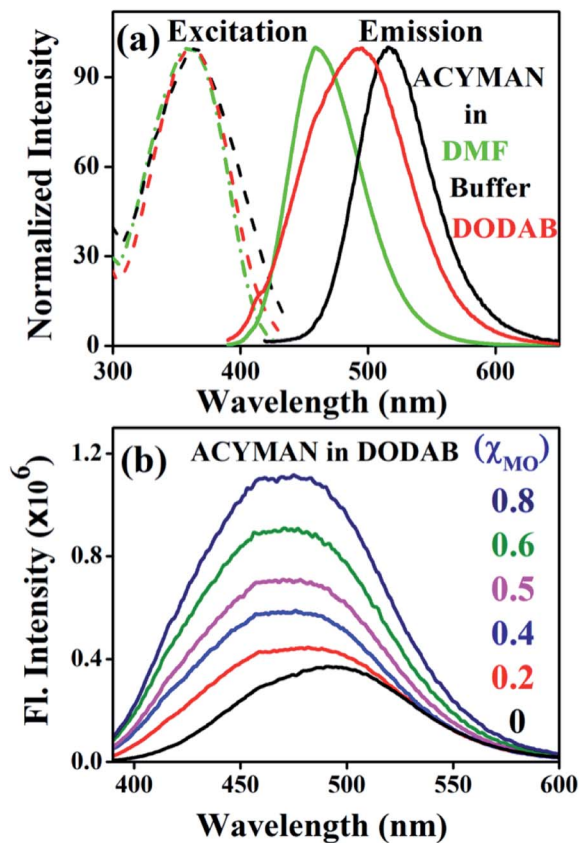 (a) Excitation Emission
ACYMAN
in
DMF
Buffer
DODAB
Normalized Intensity
90
60
30
0
300 400 500 600
Wavelength (nm)
(b) ACYMAN in DODAB (χMO)
0.8
0.6
0.5
0.4
0.2
0
Fl. Intensity (x10⁶)
1.2
0.8
0.4
0.0
400 450 500 550 600
Wavelength (nm)